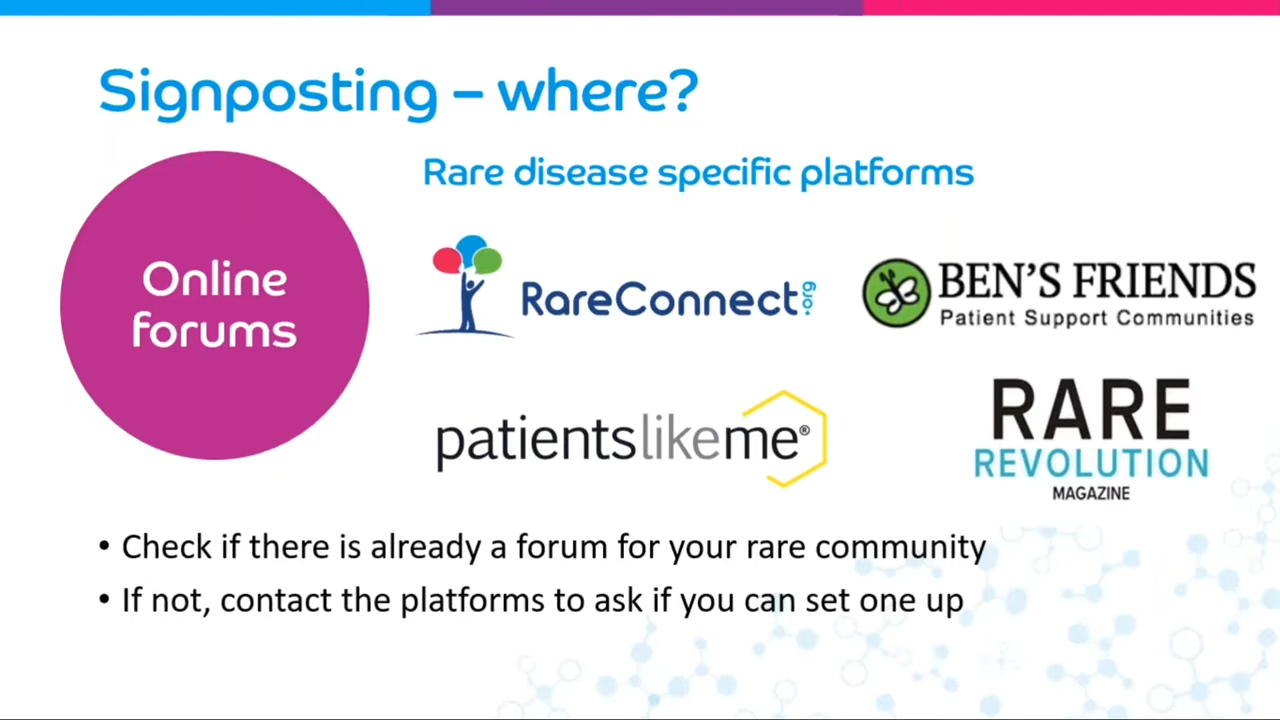 Signposting – where?
Rare disease specific platforms
Online
forums
RareConnect.org
BEN'S FRIENDS
Patient Support Communities
patientslikeme®
RARE
REVOLUTION
MAGAZINE
• Check if there is already a forum for your rare community
• If not, contact the platforms to ask if you can set one up